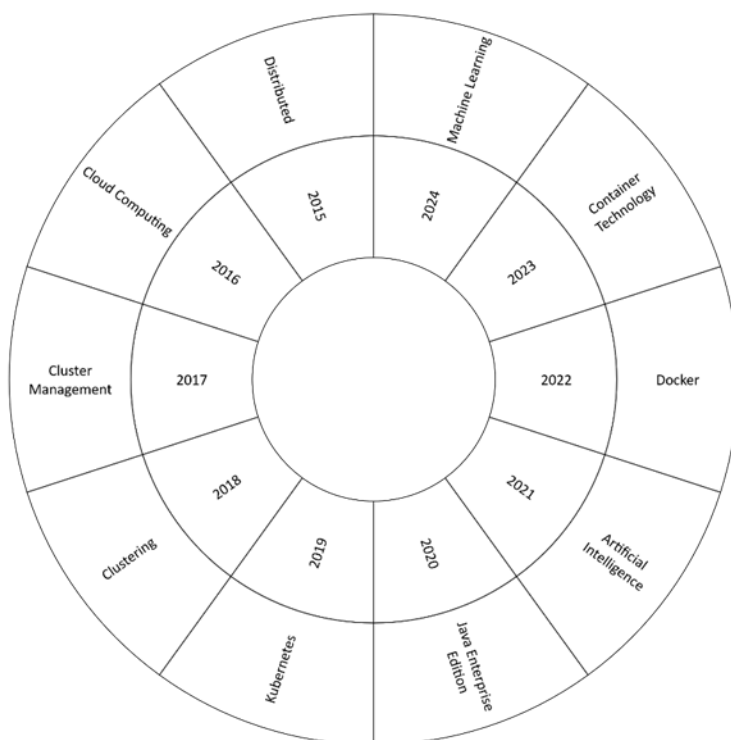 Distributed
2015
Machine Learning
2024
Container
Technology
2023
Docker
2022
Artificial
Intelligence
2021
Java Enterprise
Edition
2020
Kubernetes
2019
Clustering
2018
Cluster
Management
2017
Cloud Computing
2016